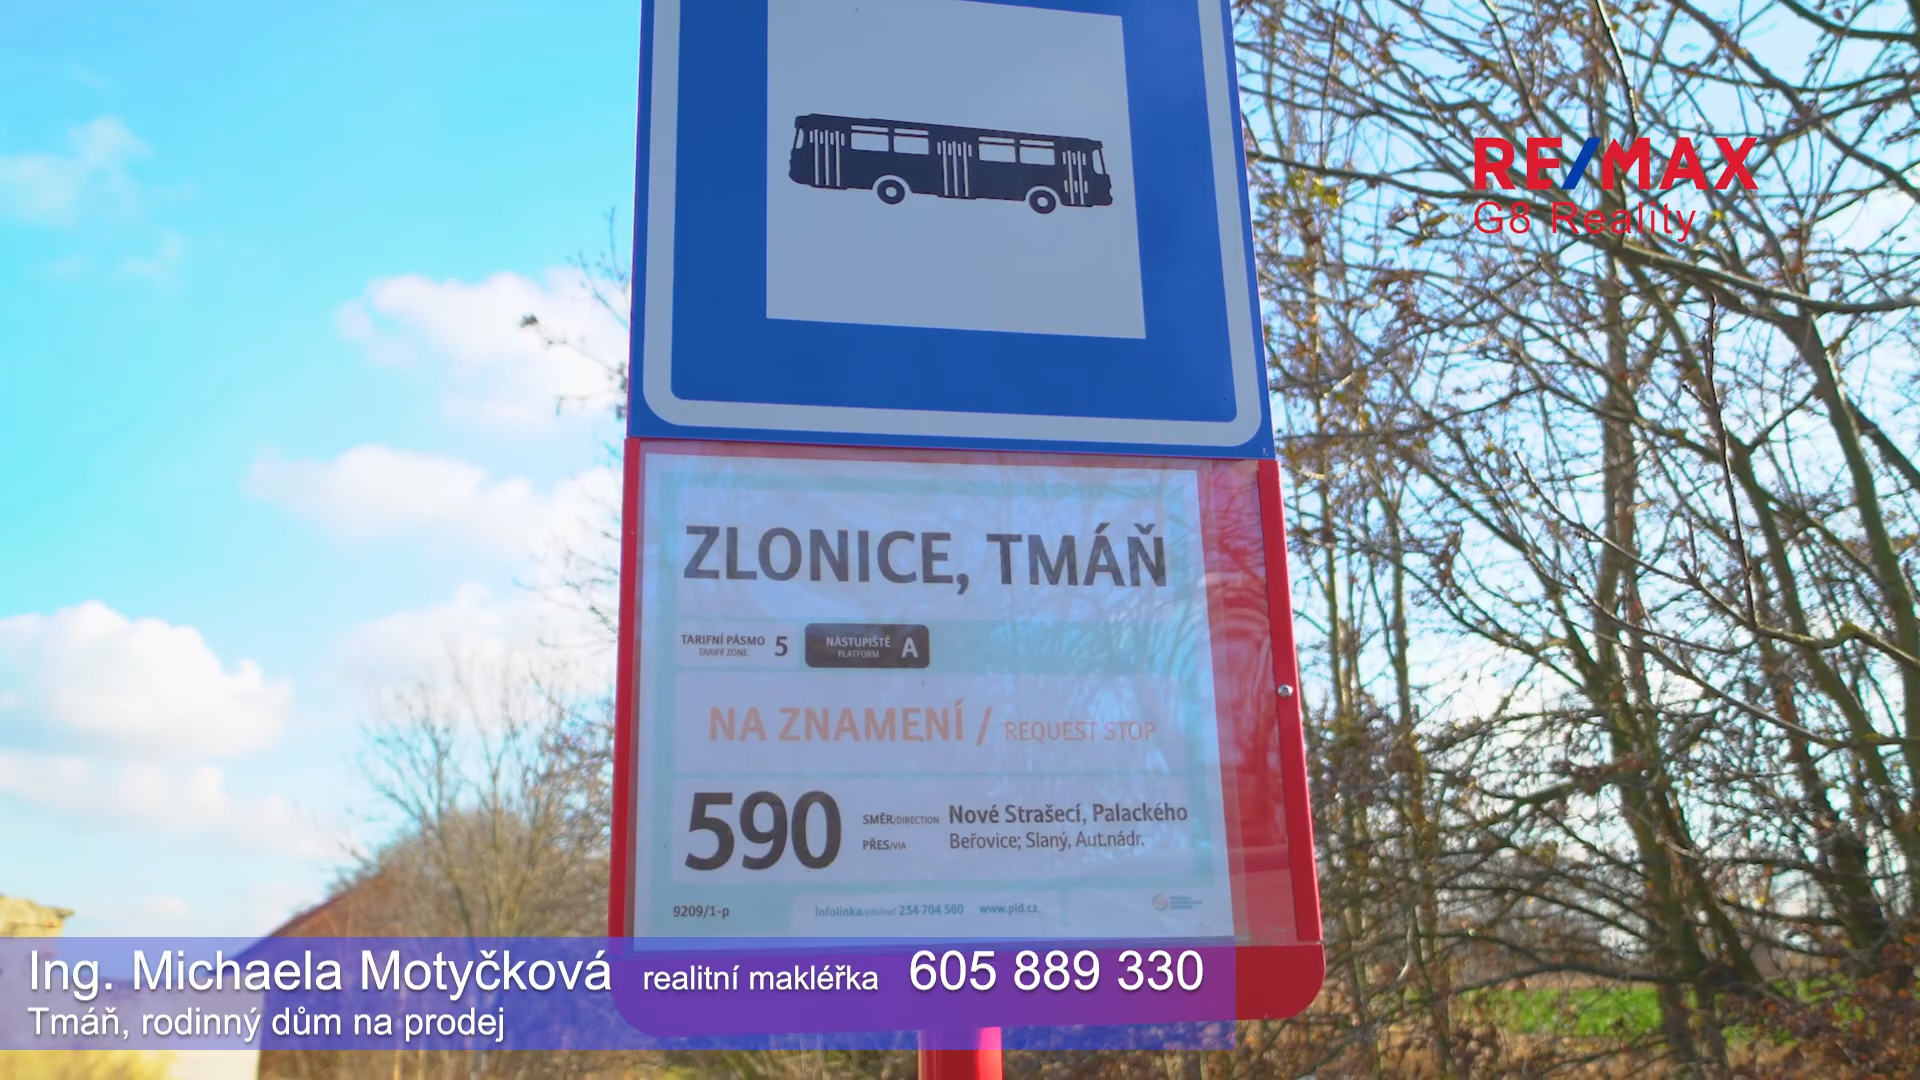 RE/MAX
G8 Reality
ZLONICE, TMÁŇ
TARIFNÍ PÁSMO 5 NÁSTUPIŠTĚ A
TARIFF ZONE PLATFORM
NA ZNAMENÍ / REQUEST STOP
590 SMĚR/DIRECTION Nové Strašecí, Palackého
PŘES/VIA Beřovice; Slaný, Aut.nádr.
9209/1-p infolinka/infoline: 234 704 560 www.pid.cz
Ing. Michaela Motyčková realitní makléřka 605 889 330
Tmáň, rodinný dům na prodej